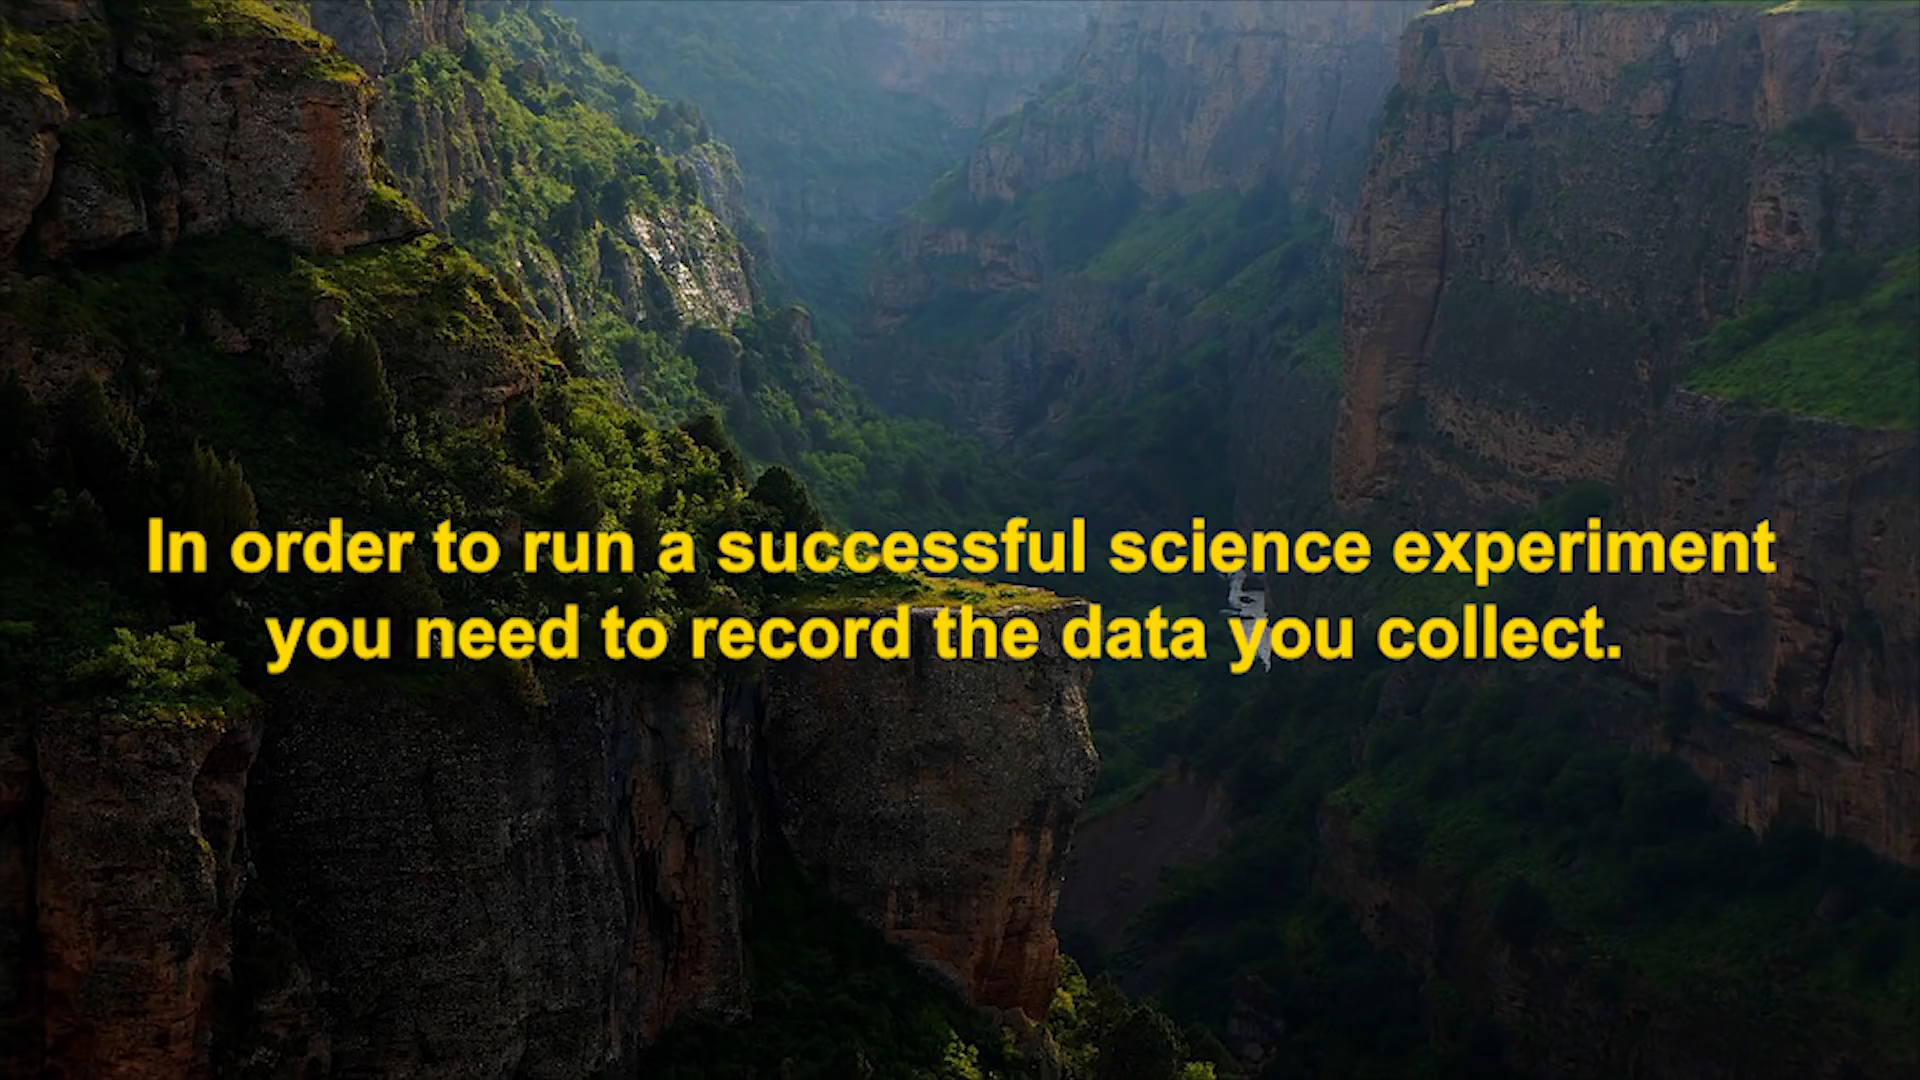 In order to run a successful science experiment
you need to record the data you collect.